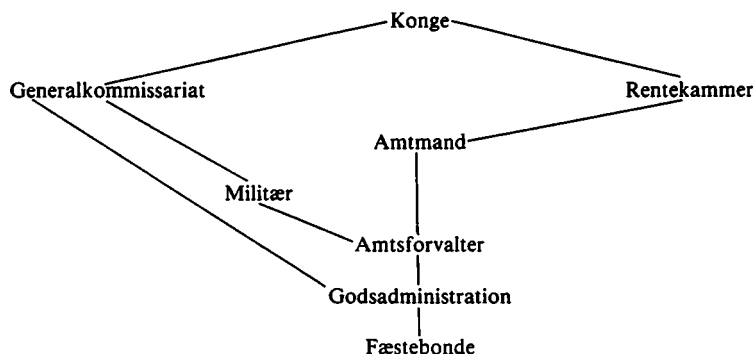 Konge
Generalkommissariat
Rentekammer
Amtmand
Militær
Amtsforvalter
Godsadministration
Fæstebonde